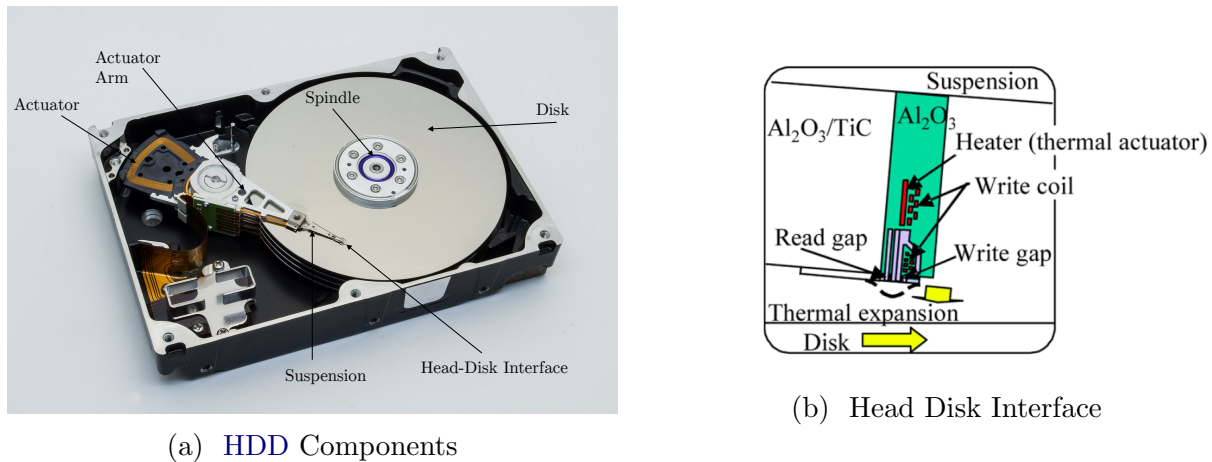 Actuator
Arm
Actuator
Spindle
Disk
Suspension
Head-Disk Interface
(a) HDD Components
Suspension
Al₂O₃/TiC
Al₂O₃
Heater (thermal actuator)
Write coil
Read gap
Write gap
Thermal expansion
Disk
(b) Head Disk Interface